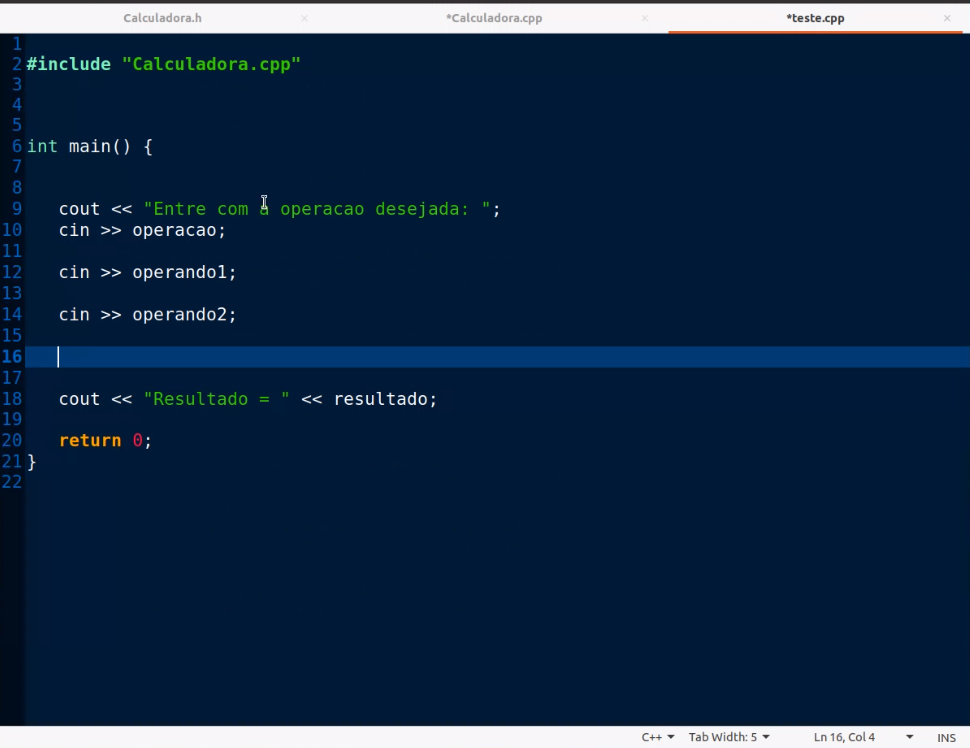 Calculadora.h × *Calculadora.cpp × *teste.cpp ×
1
2 #include "Calculadora.cpp"
3
4
5
6 int main() {
7
8
9 cout << "Entre com a operacao desejada: ";
10 cin >> operacao;
11
12 cin >> operando1;
13
14 cin >> operando2;
15
16
17
18 cout << "Resultado = " << resultado;
19
20 return 0;
21 }
22
C++ Tab Width: 5 Ln 16, Col 4 INS